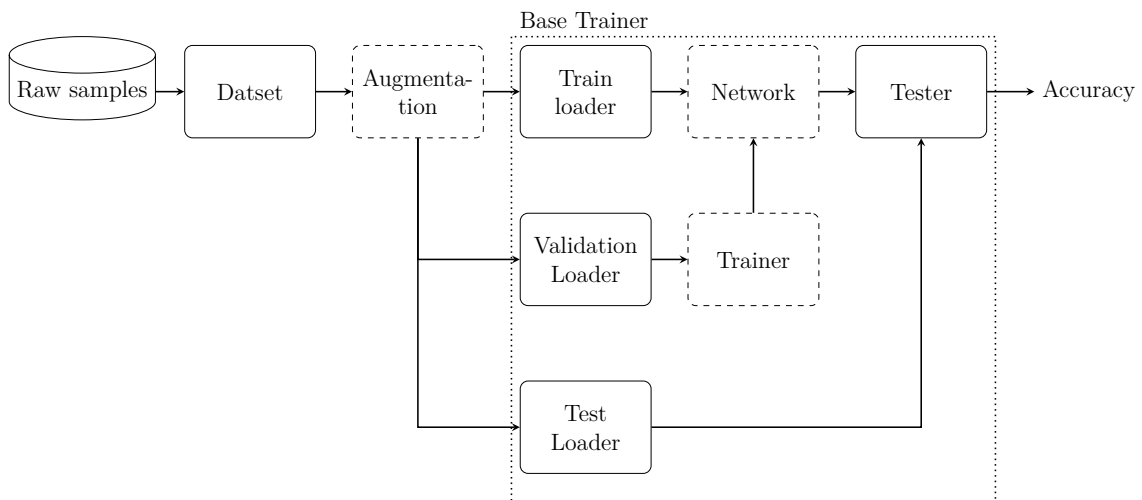 Base Trainer
Raw samples
Datset
Augmenta-
tion
Train
loader
Network
Tester
Accuracy
Validation
Loader
Trainer
Test
Loader